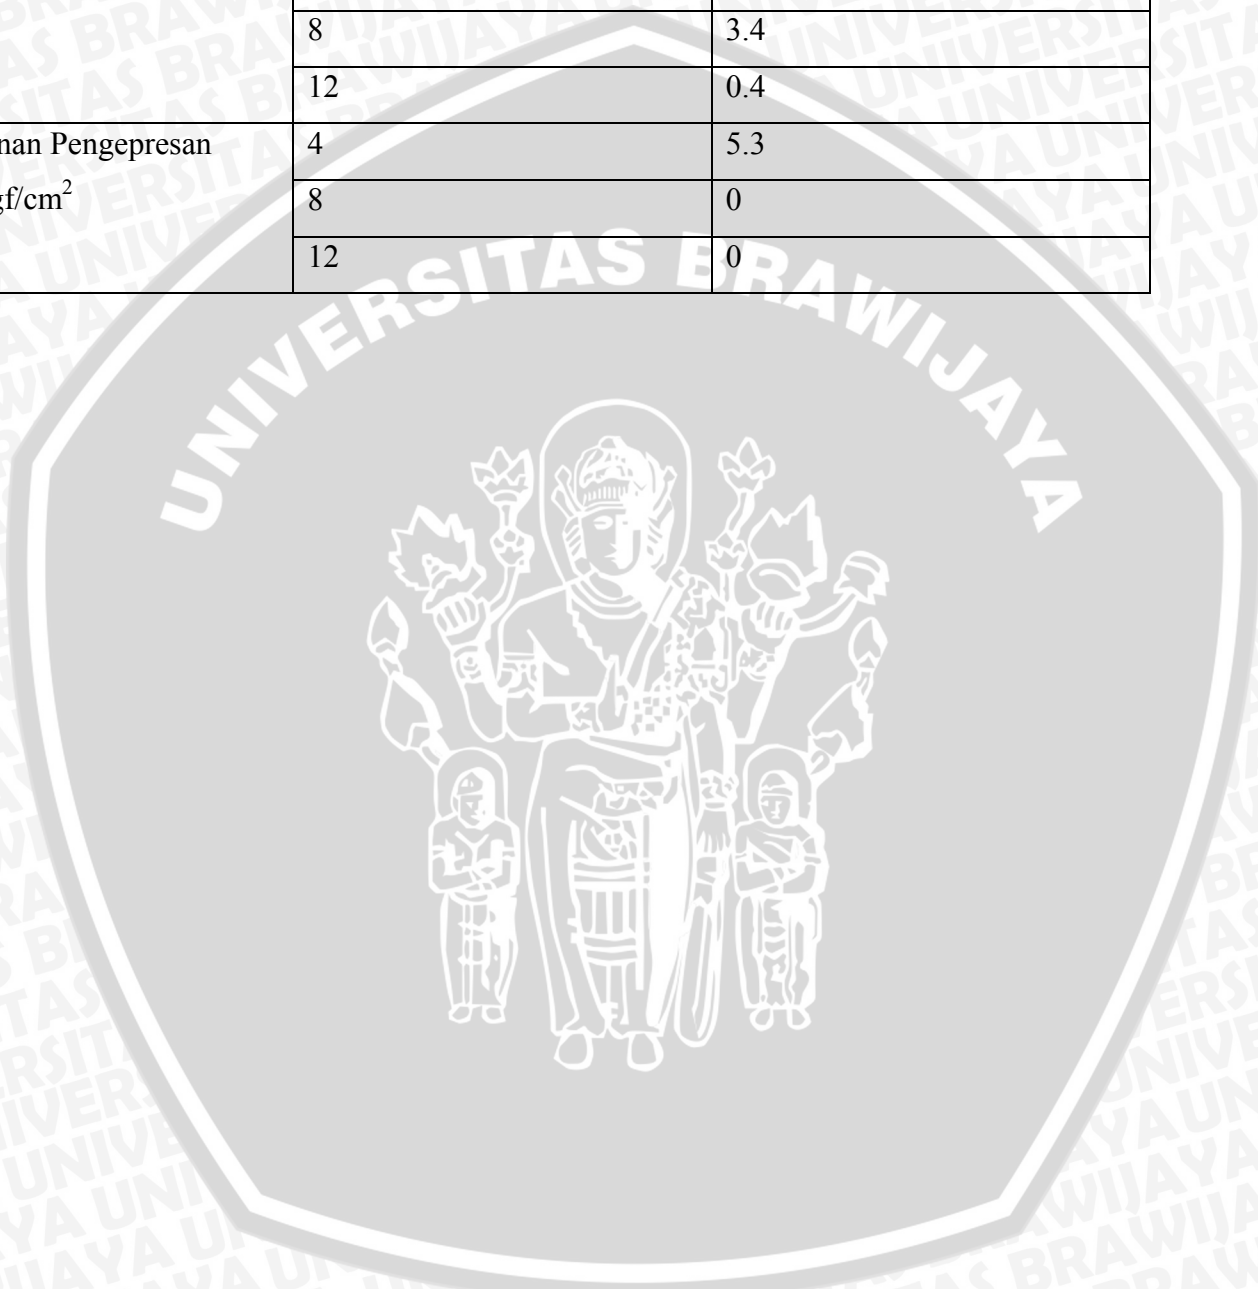 8 3.4
12 0.4
nan Pengepresan 4 5.3
gf/cm² 8 0
12 0
UNIVERSITAS BRAWIJAYA